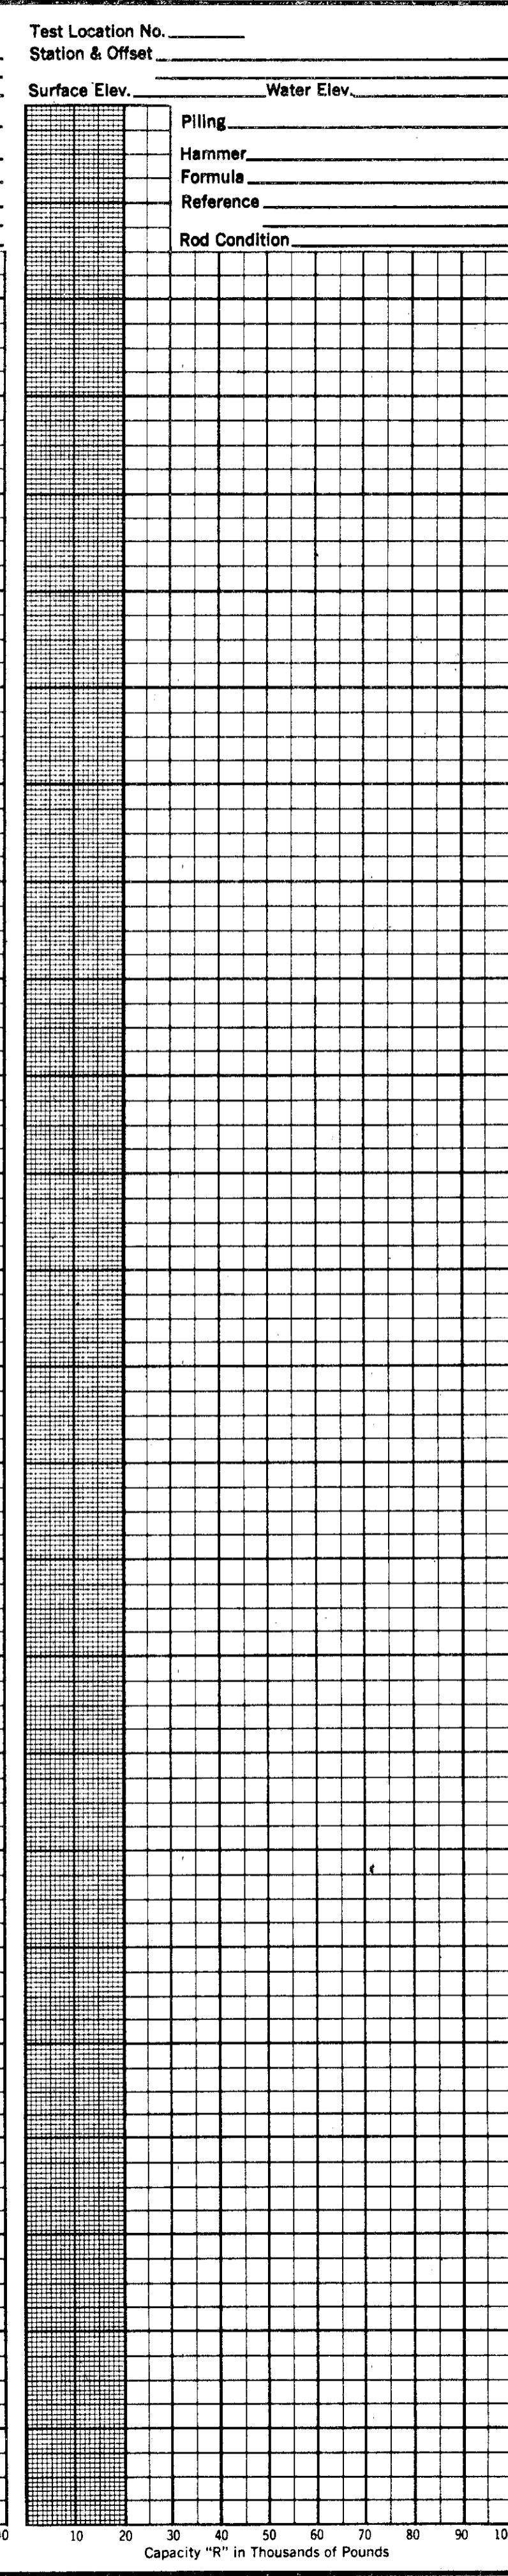 Test Location No.
Station & Offset
Surface Elev. Water Elev.
Piling
Hammer
Formula
Reference
Rod Condition
10 20 30 40 50 60 70 80 90
Capacity "R" in Thousands of Pounds